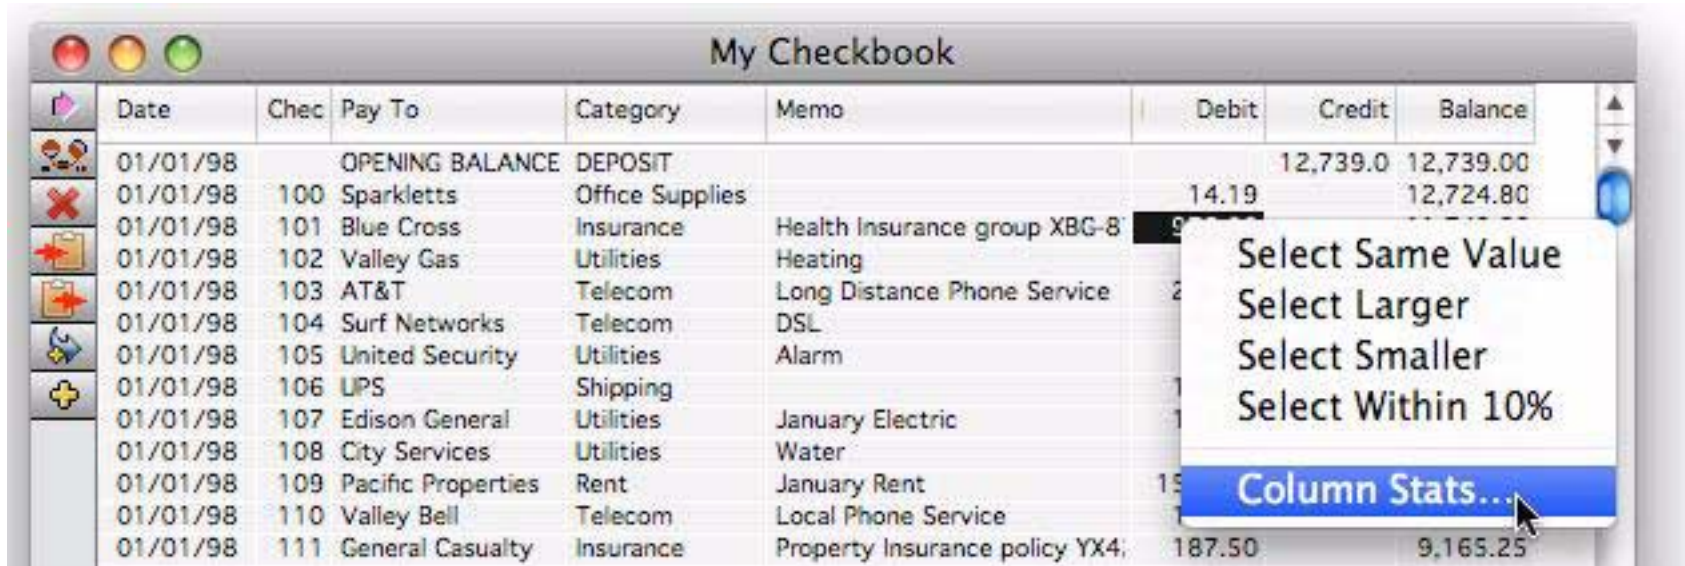 My Checkbook
Date Chec Pay To Category Memo Debit Credit Balance
01/01/98 OPENING BALANCE DEPOSIT 12,739.0 12,739.00
01/01/98 100 Sparkletts Office Supplies 14.19 12,724.80
01/01/98 101 Blue Cross Insurance Health Insurance group XBG-8
01/01/98 102 Valley Gas Utilities Heating
01/01/98 103 AT&T Telecom Long Distance Phone Service 2
01/01/98 104 Surf Networks Telecom DSL
01/01/98 105 United Security Utilities Alarm
01/01/98 106 UPS Shipping 1
01/01/98 107 Edison General Utilities January Electric 1
01/01/98 108 City Services Utilities Water
01/01/98 109 Pacific Properties Rent January Rent 15
01/01/98 110 Valley Bell Telecom Local Phone Service 1
01/01/98 111 General Casualty Insurance Property Insurance policy YX4 187.50 9,165.25
Select Same Value
Select Larger
Select Smaller
Select Within 10%
Column Stats...